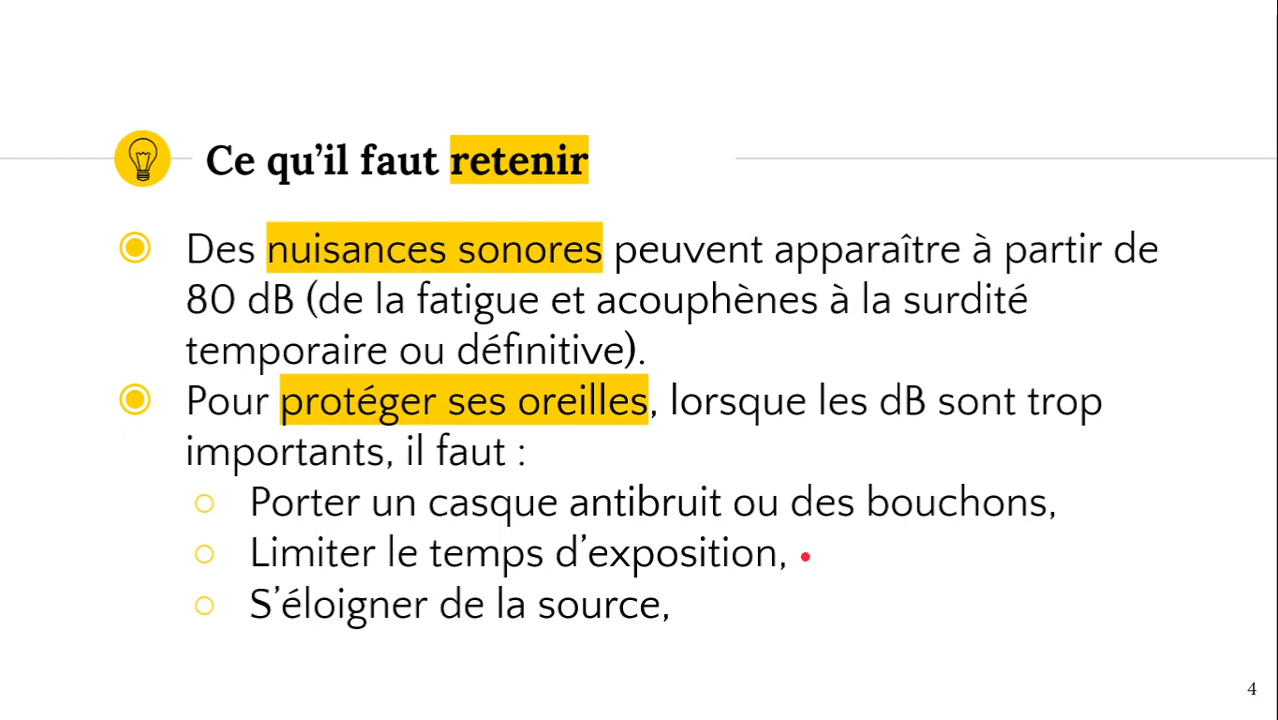 Ce qu’il faut retenir
Des nuisances sonores peuvent apparaître à partir de
80 dB (de la fatigue et acouphènes à la surdité
temporaire ou définitive).
Pour protéger ses oreilles, lorsque les dB sont trop
importants, il faut :
Porter un casque antibruit ou des bouchons,
Limiter le temps d’exposition,
S’éloigner de la source,
4